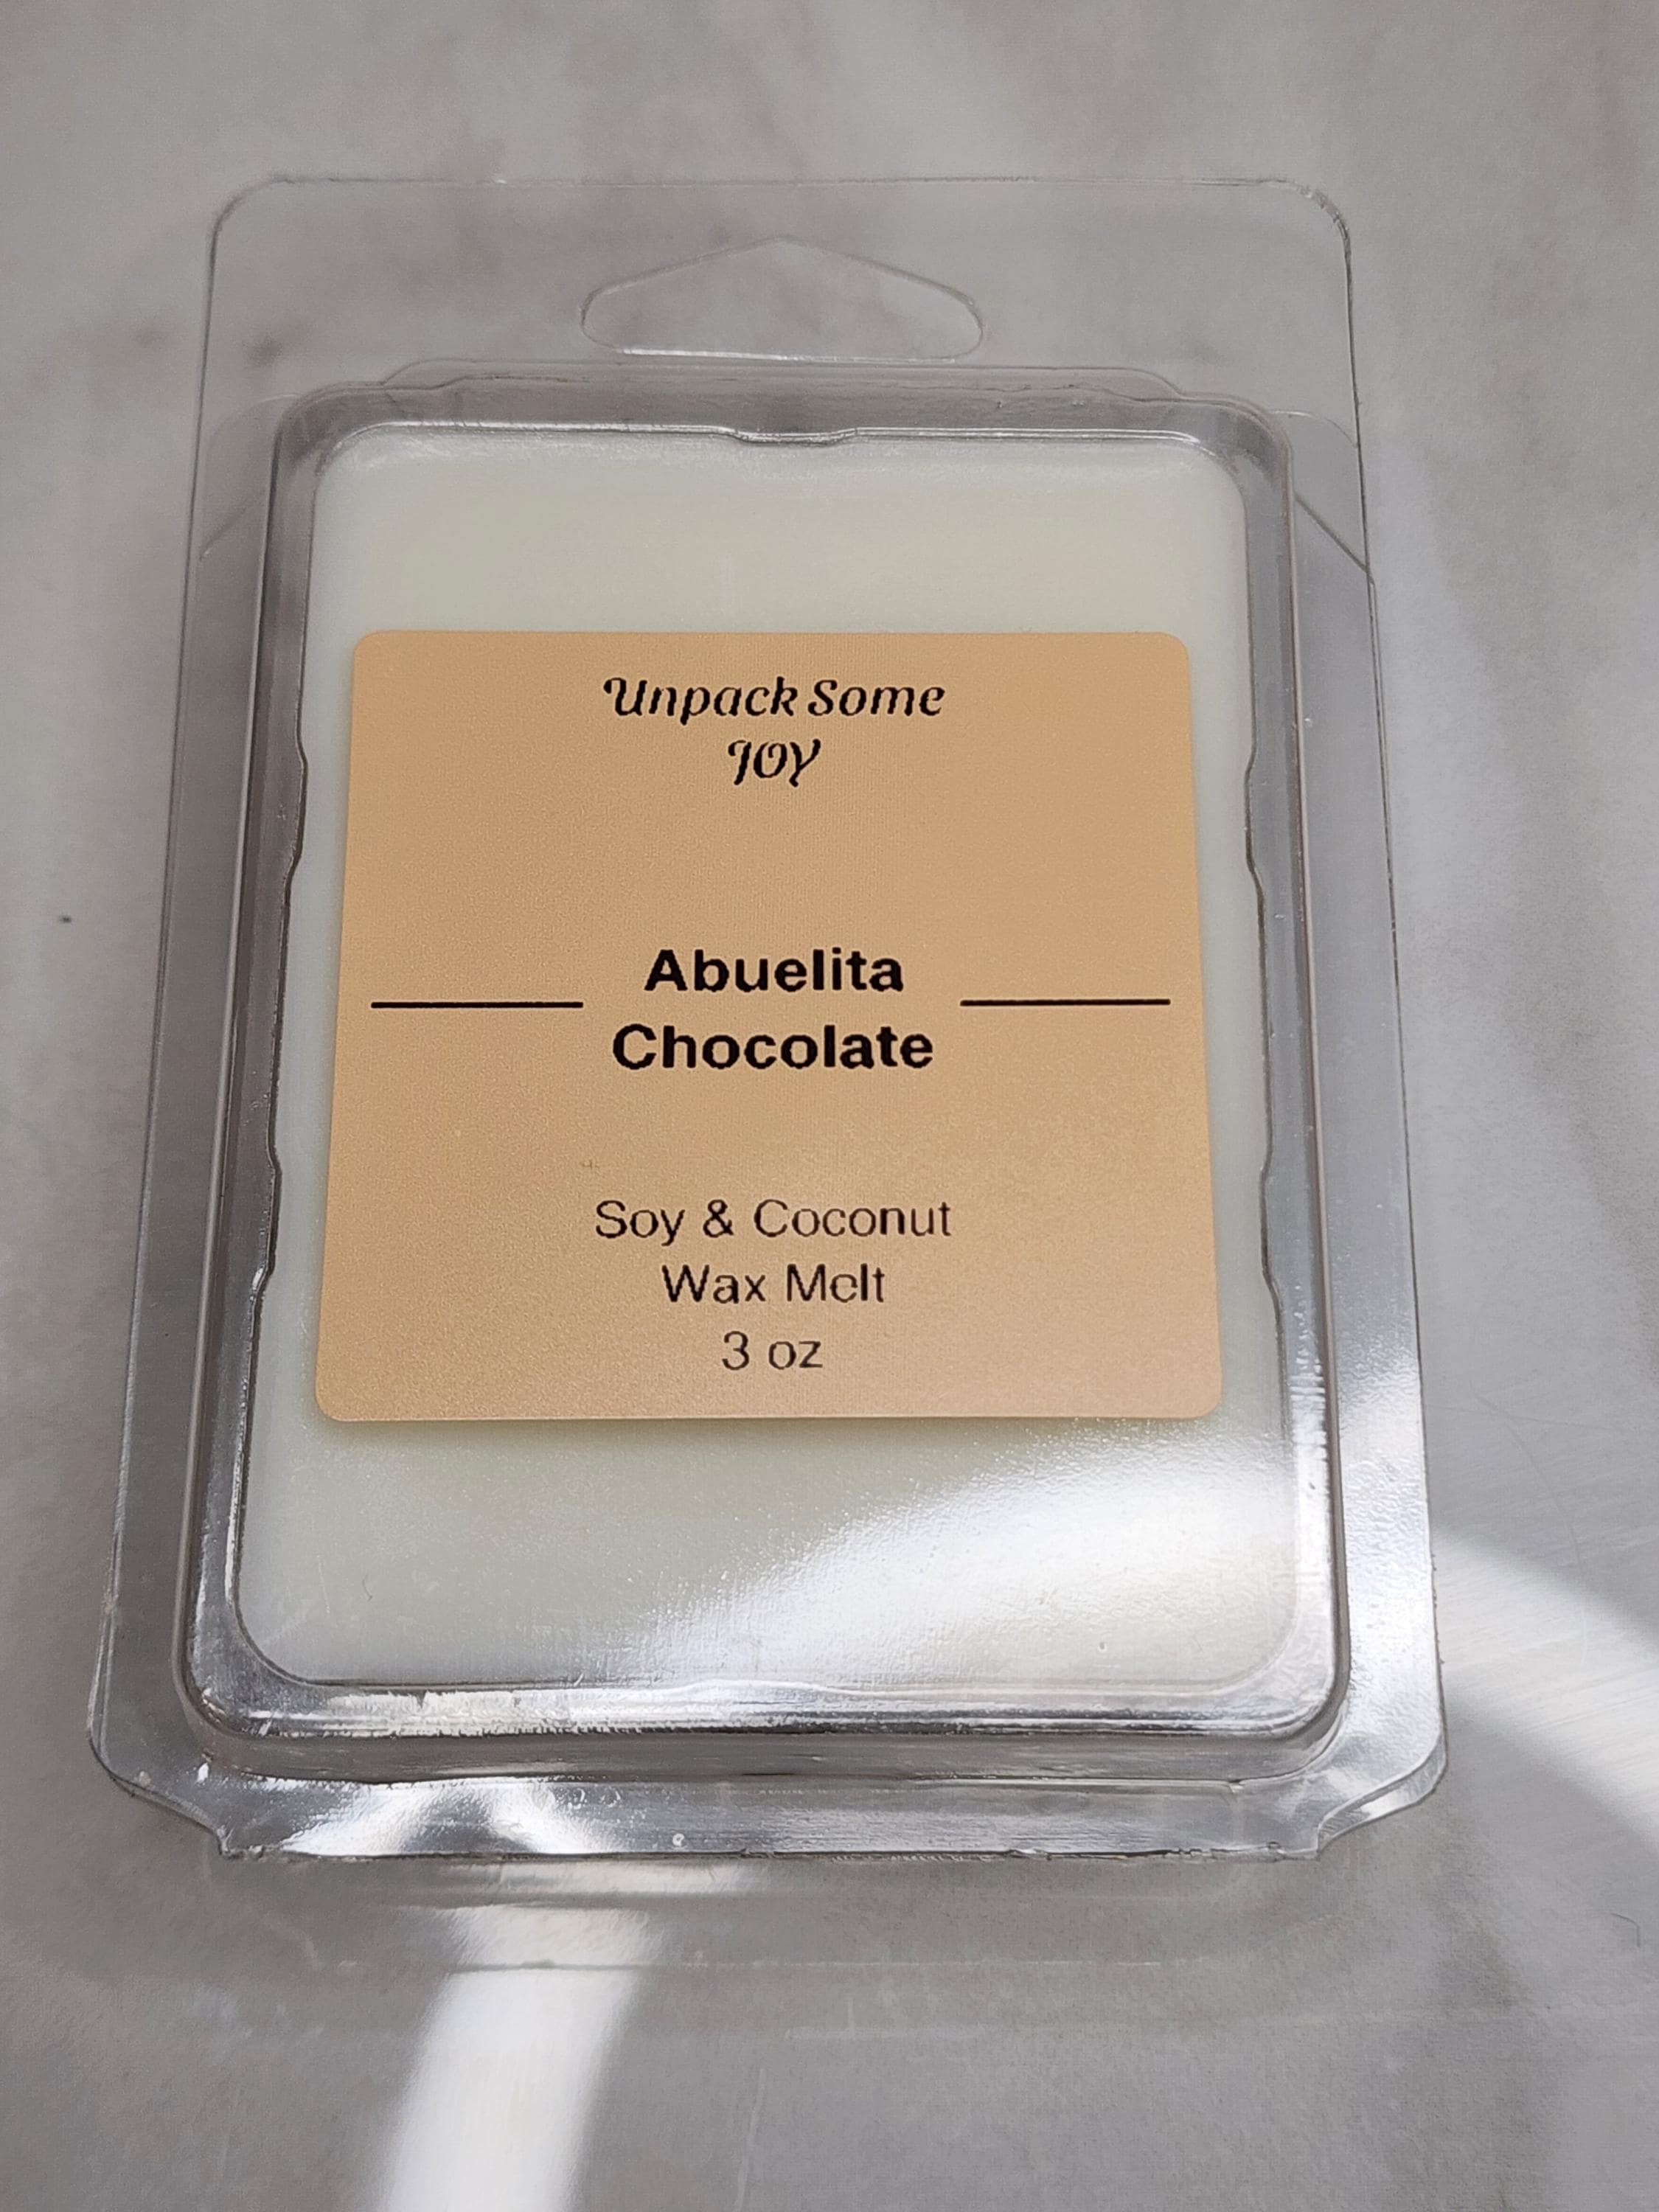 Unpack Some
JOY
Abuelita
Chocolate
Soy & Coconut
Wax Melt
3 oz